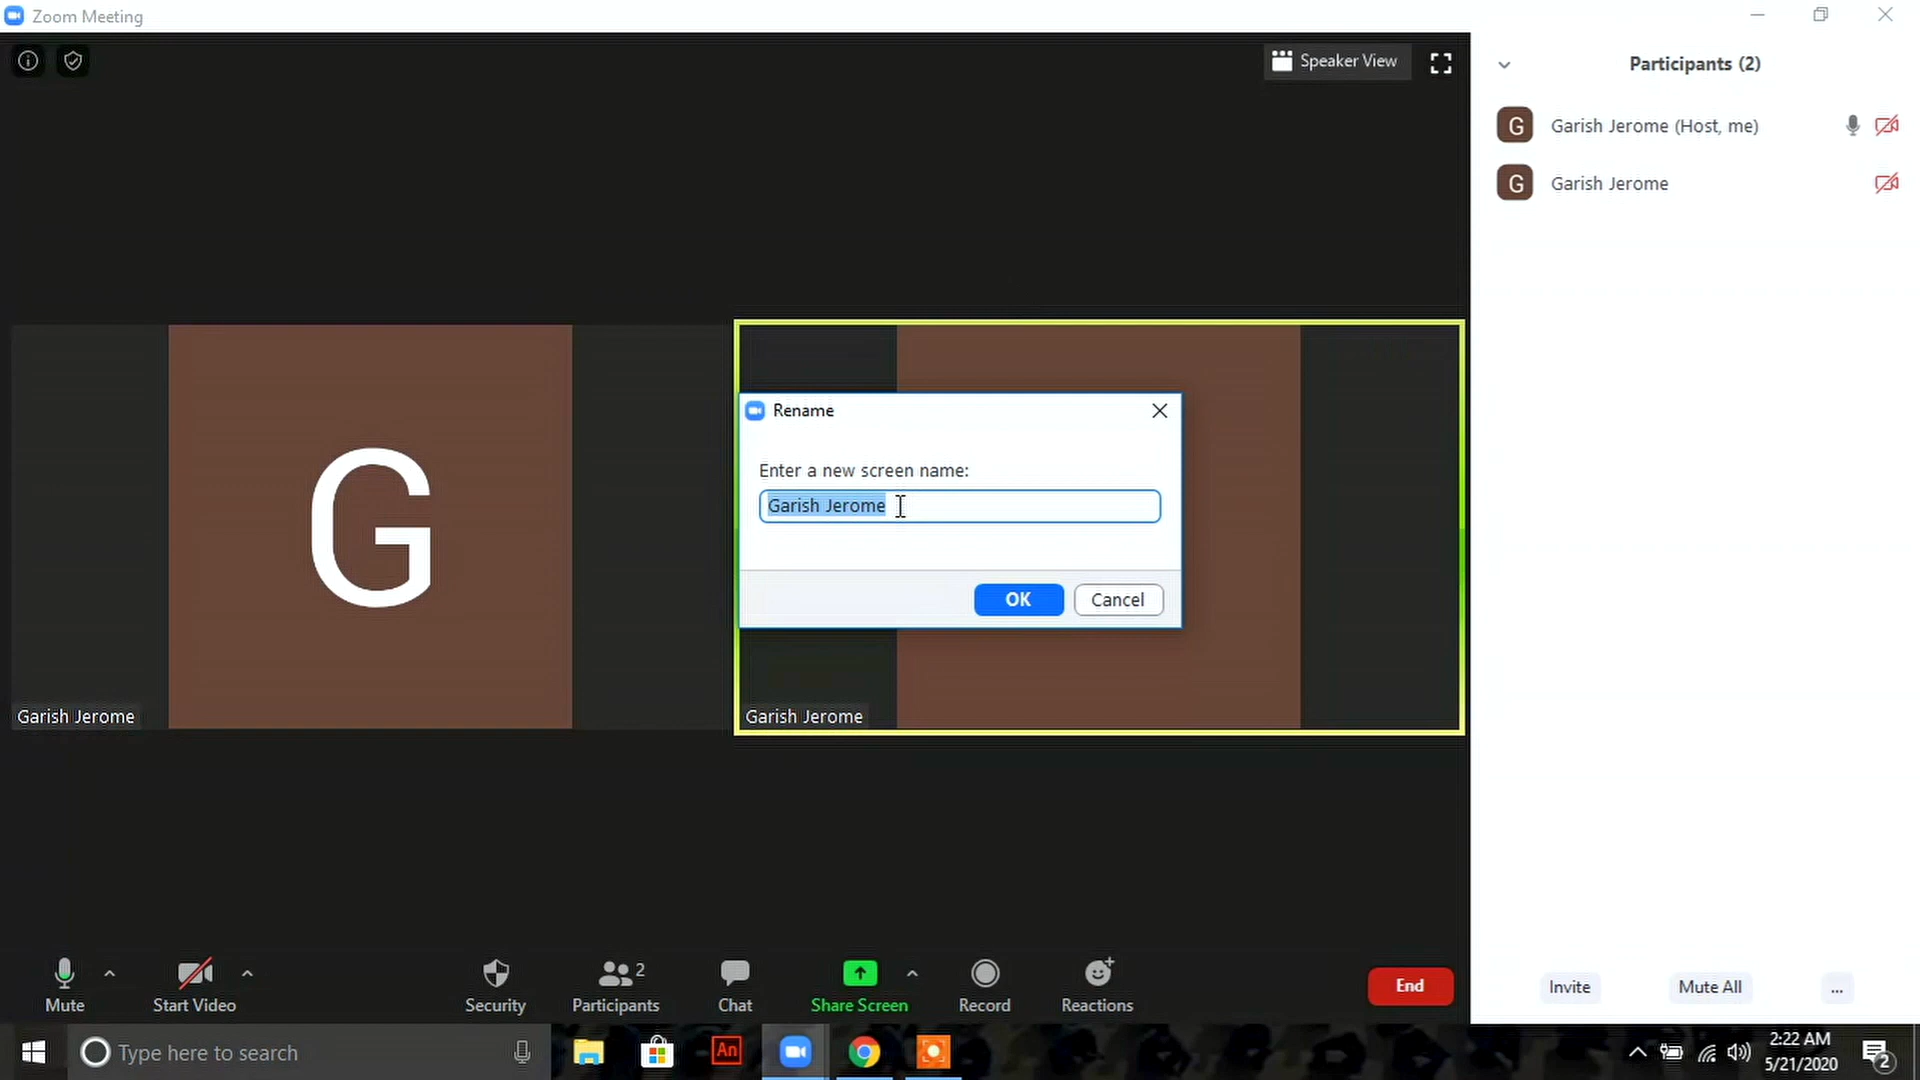 Zoom Meeting
Speaker View
Participants (2)
G Garish Jerome (Host, me)
G Garish Jerome
G
Rename
Enter a new screen name:
Garish Jerome
OK Cancel
Garish Jerome
Garish Jerome
Mute
Start Video
Security
2
Participants
Chat
Share Screen
Record
Reactions
End
Invite
Mute All
...
Type here to search
An
2:22 AM
5/21/2020
2